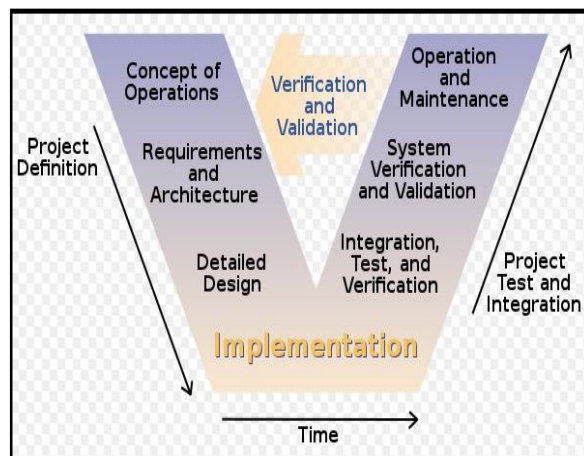 Concept of
Operations
Verification
and
Validation
Operation
and
Maintenance
Project
Definition
Requirements
and
Architecture
System
Verification
and Validation
Detailed
Design
Integration,
Test, and
Verification
Project
Test and
Integration
Implementation
Time